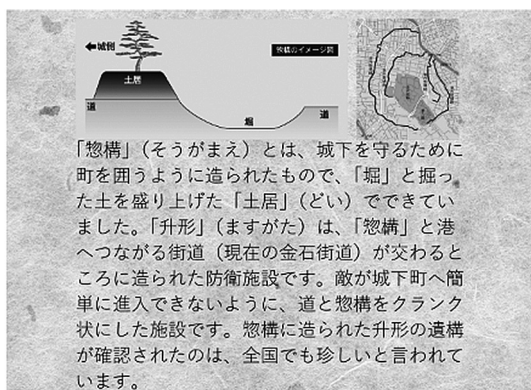 ←城側
惣構のイメージ図
土居
道
堀
道
「惣構」（そうがまえ）とは、城下を守るために
町を囲うように造られたもので、「堀」と掘っ
た土を盛り上げた「土居」（どい）でできてい
ました。「升形」（ますがた）は、「惣構」と港
へつながる街道（現在の金石街道）が交わると
ころに造られた防衛施設です。敵が城下町へ簡
単に進入できないように、道と惣構をクランク
状にした施設です。惣構に造られた升形の遺構
が確認されたのは、全国でも珍しいと言われて
います。